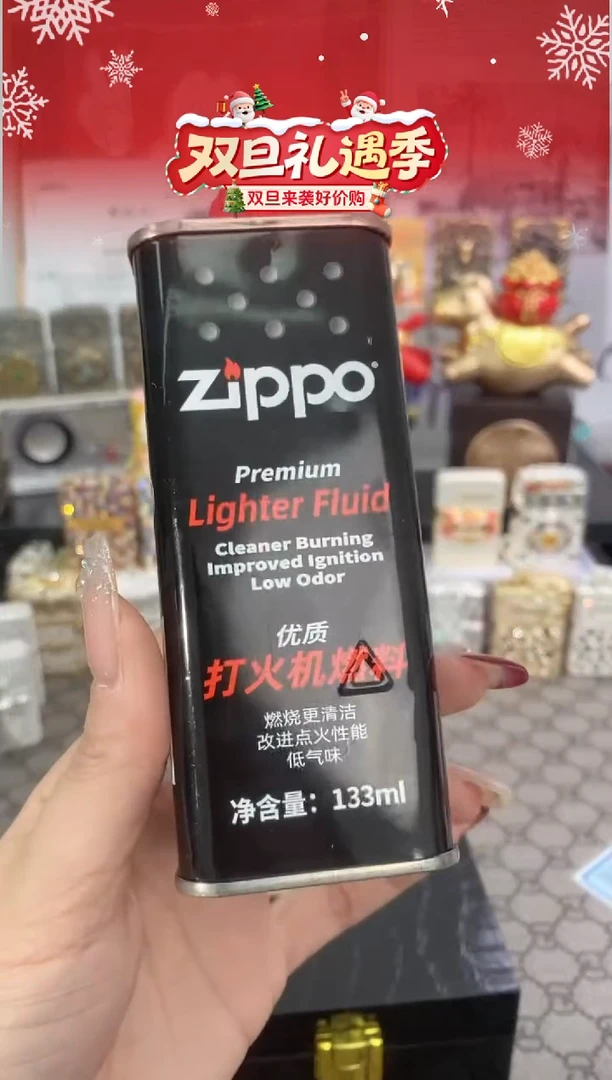 双旦礼遇季
双旦来袭好价购
zippo
Premium
Lighter Fluid
Cleaner Burning
Improved Ignition
Low Odor
优质
打火机燃料
燃烧更清洁
改进点火性能
低气味
净含量：133ml